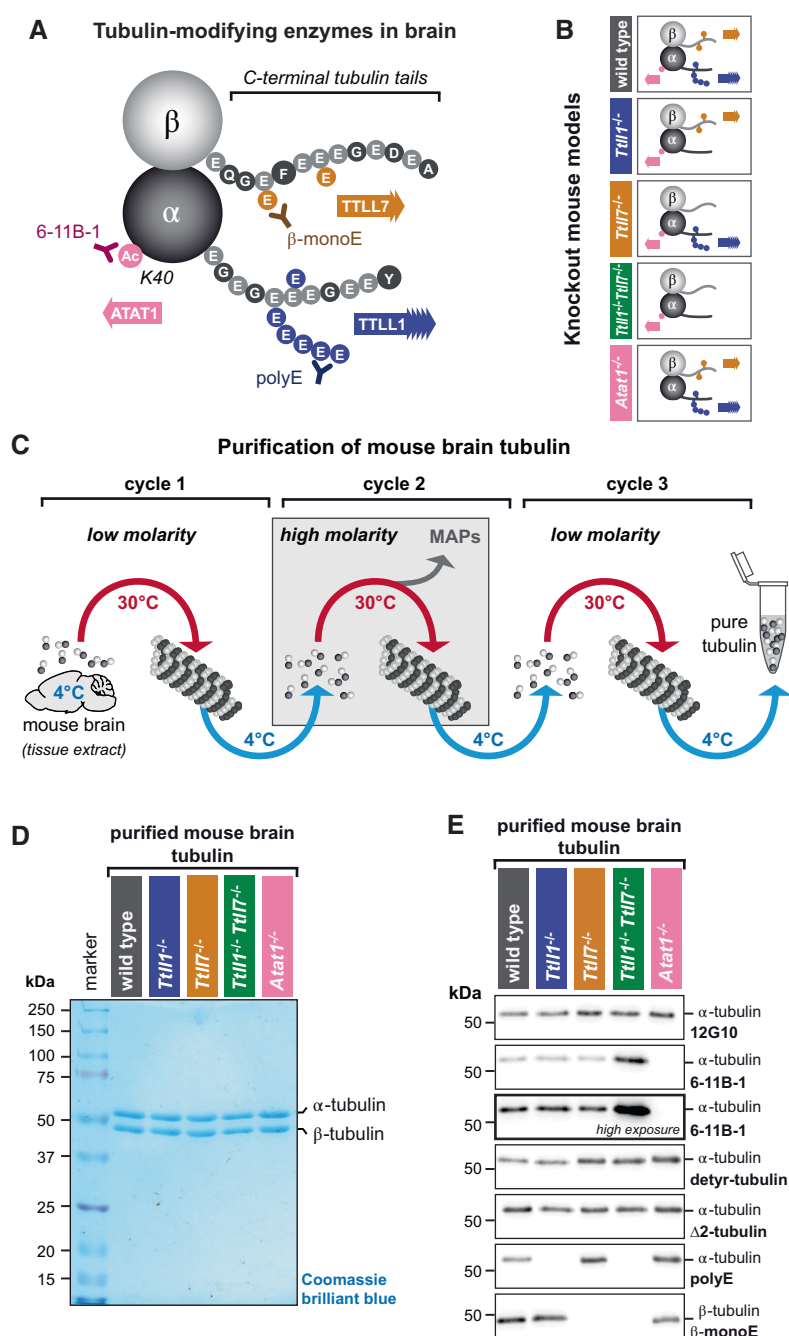 A
Tubulin-modifying enzymes in brain
C-terminal tubulin tails
β
E Q G E F E E E G E D E A
E
E
TTLL7
β-monoE
α
6-11B-1
Ac
K40
ATAT1
E G E G E E E G E E Y
E
E E E E E E
TTLL1
polyE
B
Knockout mouse models
wild type
β
α
Ttll1-/-
β
α
Ttll7-/-
β
α
Ttll1-/-Ttll7-/-
β
α
Atat1-/-
β
α
C
Purification of mouse brain tubulin
cycle 1
cycle 2
cycle 3
low molarity
high molarity
MAPs
low molarity
30°C
30°C
30°C
pure
tubulin
4°C
mouse brain
(tissue extract)
4°C
4°C
4°C
D
purified mouse brain
tubulin
marker
wild type
Ttll1-/-
Ttll7-/-
Ttll1-/- Ttll7-/-
Atat1-/-
kDa
250
150
100
75
50
37
25
20
15
α-tubulin
β-tubulin
Coomassie
brilliant blue
E
purified mouse brain
tubulin
wild type
Ttll1-/-
Ttll7-/-
Ttll1-/- Ttll7-/-
Atat1-/-
kDa
50
α-tubulin
12G10
50
α-tubulin
6-11B-1
50
α-tubulin
6-11B-1
high exposure
50
α-tubulin
detyr-tubulin
50
α-tubulin
Δ2-tubulin
50
α-tubulin
polyE
50
β-tubulin
β-monoE